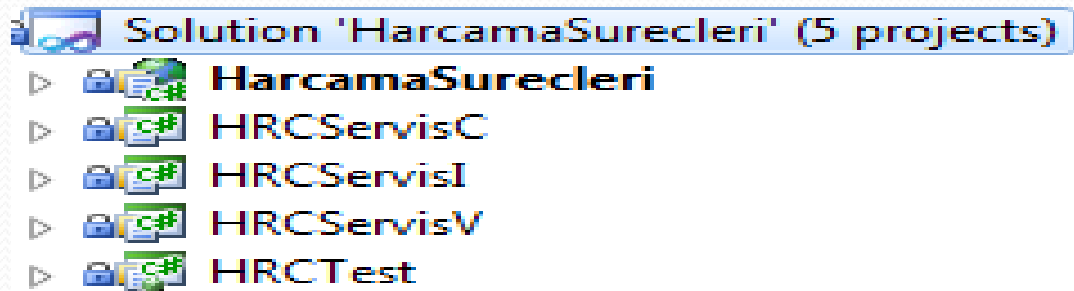 Solution 'HarcamaSurecleri' (5 projects)
C# HarcamaSurecleri
C# HRCServisC
C# HRCServisI
C# HRCServisV
C# HRCTest